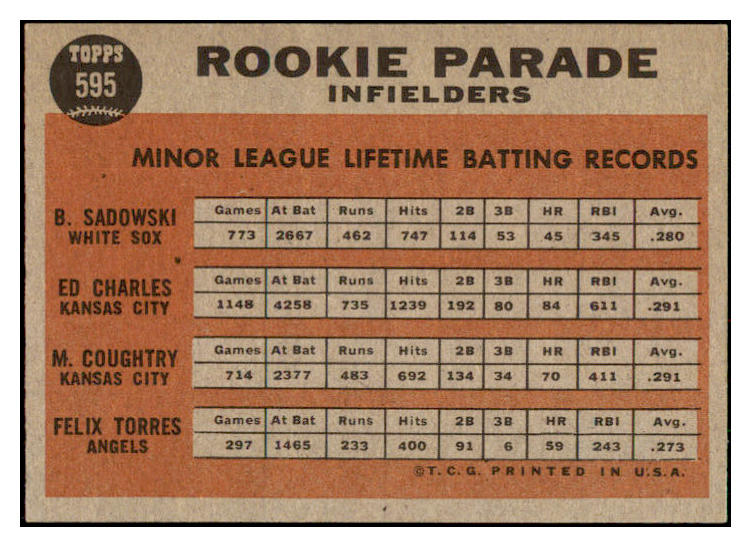 TOPPS
595
ROOKIE PARADE
INFIELDERS
MINOR LEAGUE LIFETIME BATTING RECORDS
B. SADOWSKI
WHITE SOX
Games At Bat Runs Hits 2B 3B HR RBI Avg.
773 2667 462 747 114 53 45 345 .280
ED CHARLES
KANSAS CITY
Games At Bat Runs Hits 2B 3B HR RBI Avg.
1148 4258 735 1239 192 80 84 611 .291
M. COUGHTRY
KANSAS CITY
Games At Bat Runs Hits 2B 3B HR RBI Avg.
714 2377 483 692 134 34 70 411 .291
FELIX TORRES
ANGELS
Games At Bat Runs Hits 2B 3B HR RBI Avg.
297 1465 233 400 91 6 59 243 .273
©T.C.G. PRINTED IN U.S.A.